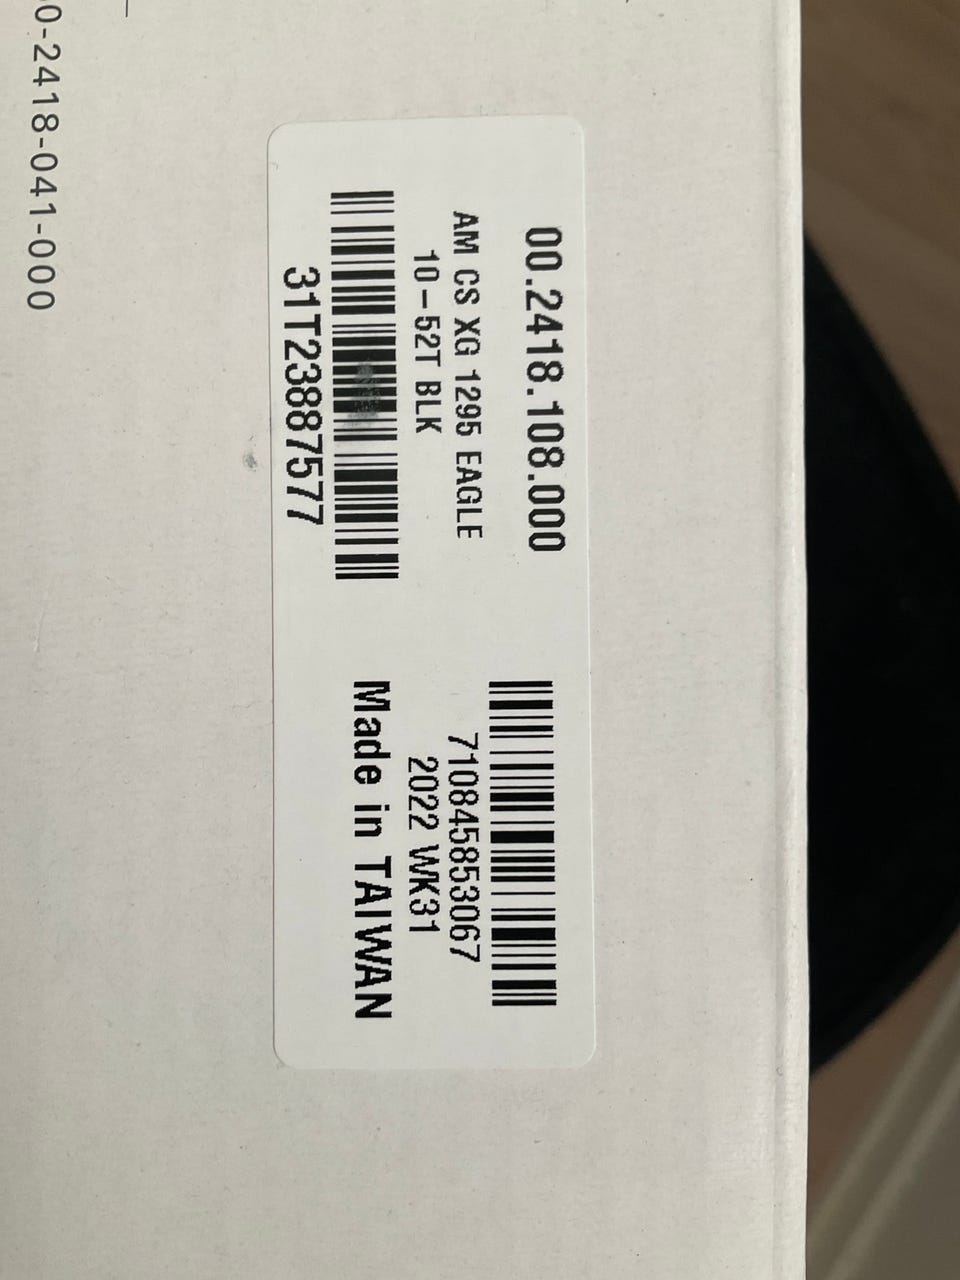 00.2418.108.000
AM CS XG 1295 EAGLE
10-52T BLK
31T23887577
710845853067
2022 WK31
Made in TAIWAN
0-2418-041-000